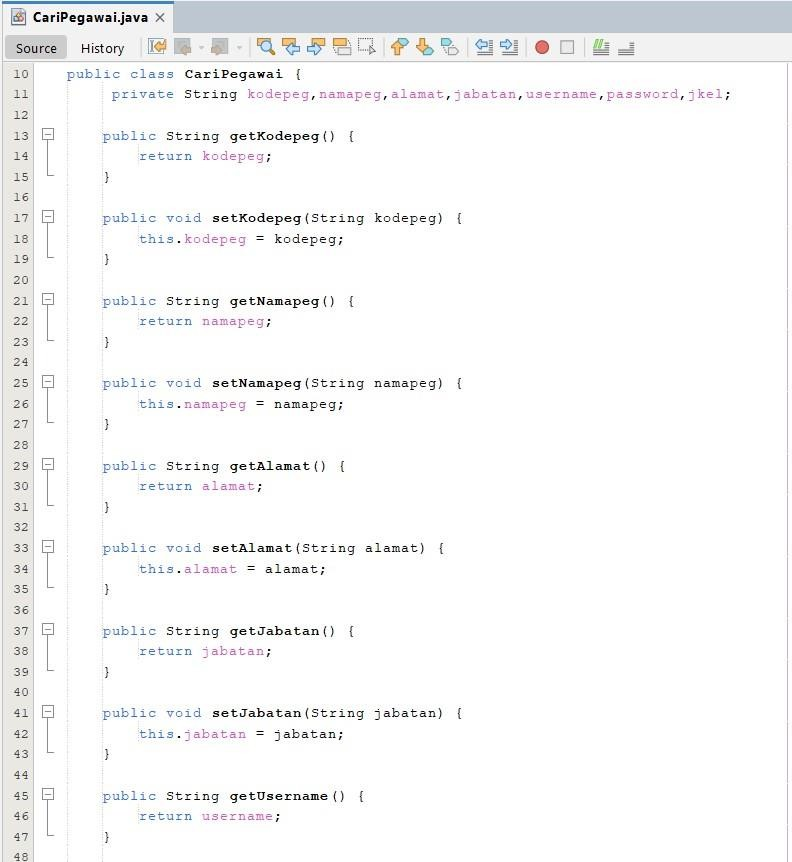 CariPegawai.java
Source History
10 public class CariPegawai {
11 private String kodepeg,namapeg,alamat,jabatan,username,password,jkel;
12
13 public String getKodepeg() {
14 return kodepeg;
15 }
16
17 public void setKodepeg(String kodepeg) {
18 this.kodepeg = kodepeg;
19 }
20
21 public String getNamapeg() {
22 return namapeg;
23 }
24
25 public void setNamapeg(String namapeg) {
26 this.namapeg = namapeg;
27 }
28
29 public String getAlamat() {
30 return alamat;
31 }
32
33 public void setAlamat(String alamat) {
34 this.alamat = alamat;
35 }
36
37 public String getJabatan() {
38 return jabatan;
39 }
40
41 public void setJabatan(String jabatan) {
42 this.jabatan = jabatan;
43 }
44
45 public String getUsername() {
46 return username;
47 }
48